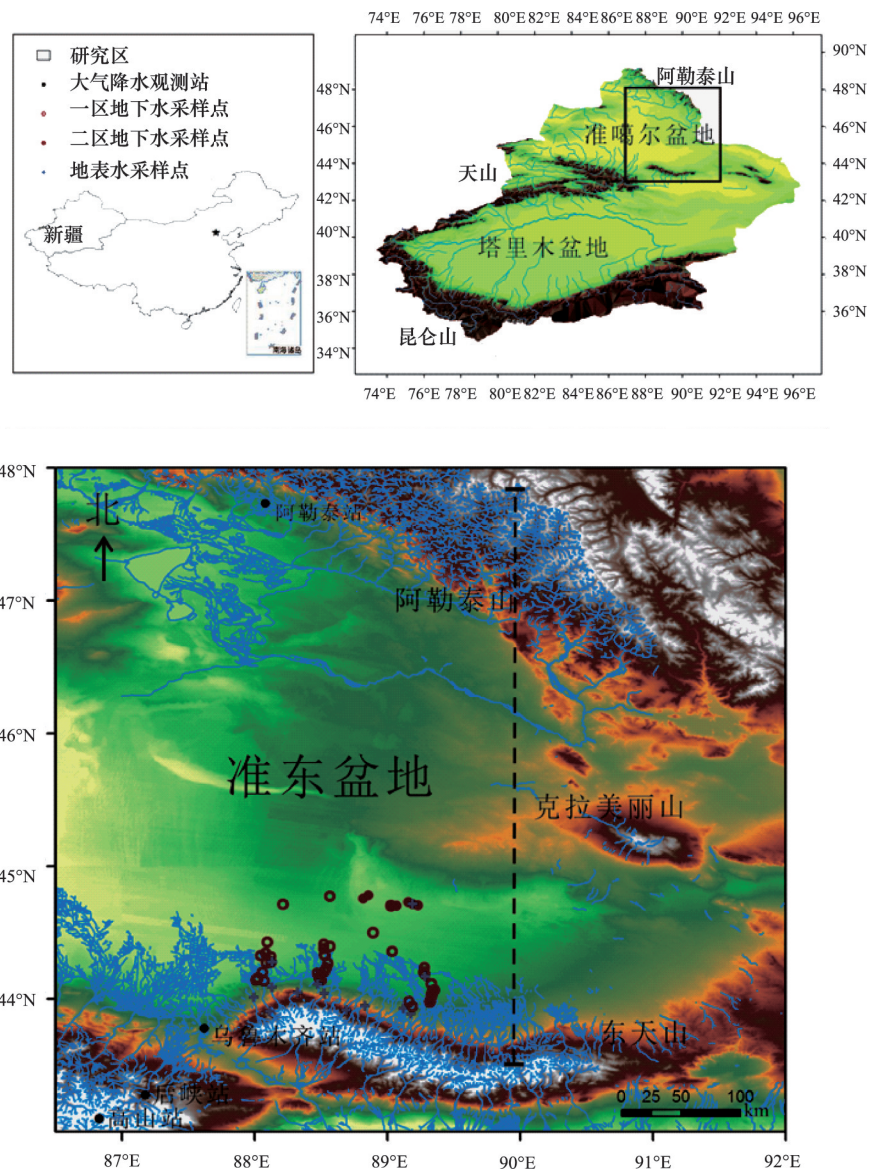 研究区
大气降水观测站
一区地下水采样点
二区地下水采样点
地表水采样点
新疆
南海诸岛
74°E 78°E 82°E 84°E 86°E 88°E 90°E 92°E 96°E
90°N
48°N 48°N
46°N 46°N
44°N 44°N
42°N 42°N
40°N 40°N
38°N 38°N
36°N 36°N
34°N
阿勒泰山
准噶尔盆地
天山
塔里木盆地
昆仑山
74°E 76°E 78°E 80°E 82°E 84°E 86°E 88°E 90°E 92°E 94°E 96°E
48°N
北
阿勒泰站
47°N
阿勒泰山
46°N
准东盆地
克拉美丽山
45°N
44°N
乌鲁木齐站
东天山
后峡站
高山站
0 25 50 100
km
87°E 88°E 89°E 90°E 91°E 92°E